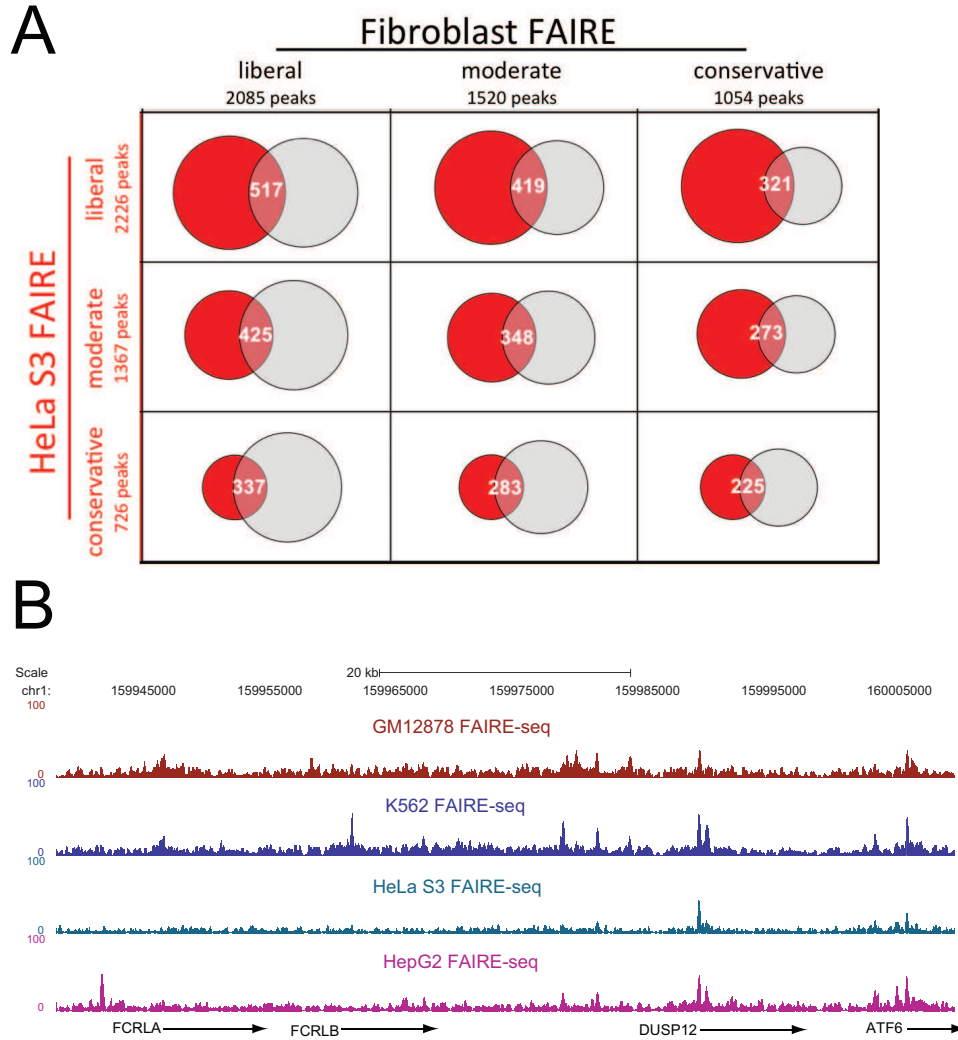 A
Fibroblast FAIRE
liberal
2085 peaks
moderate
1520 peaks
conservative
1054 peaks
HeLa S3 FAIRE
liberal
2226 peaks
517
419
321
moderate
1367 peaks
425
348
273
conservative
726 peaks
337
283
225
B
Scale
20 kb
chr1:
159945000
159955000
159965000
159975000
159985000
159995000
160005000
100
GM12878 FAIRE-seq
0
100
K562 FAIRE-seq
0
100
HeLa S3 FAIRE-seq
0
100
HepG2 FAIRE-seq
0
FCRLA
FCRLB
DUSP12
ATF6